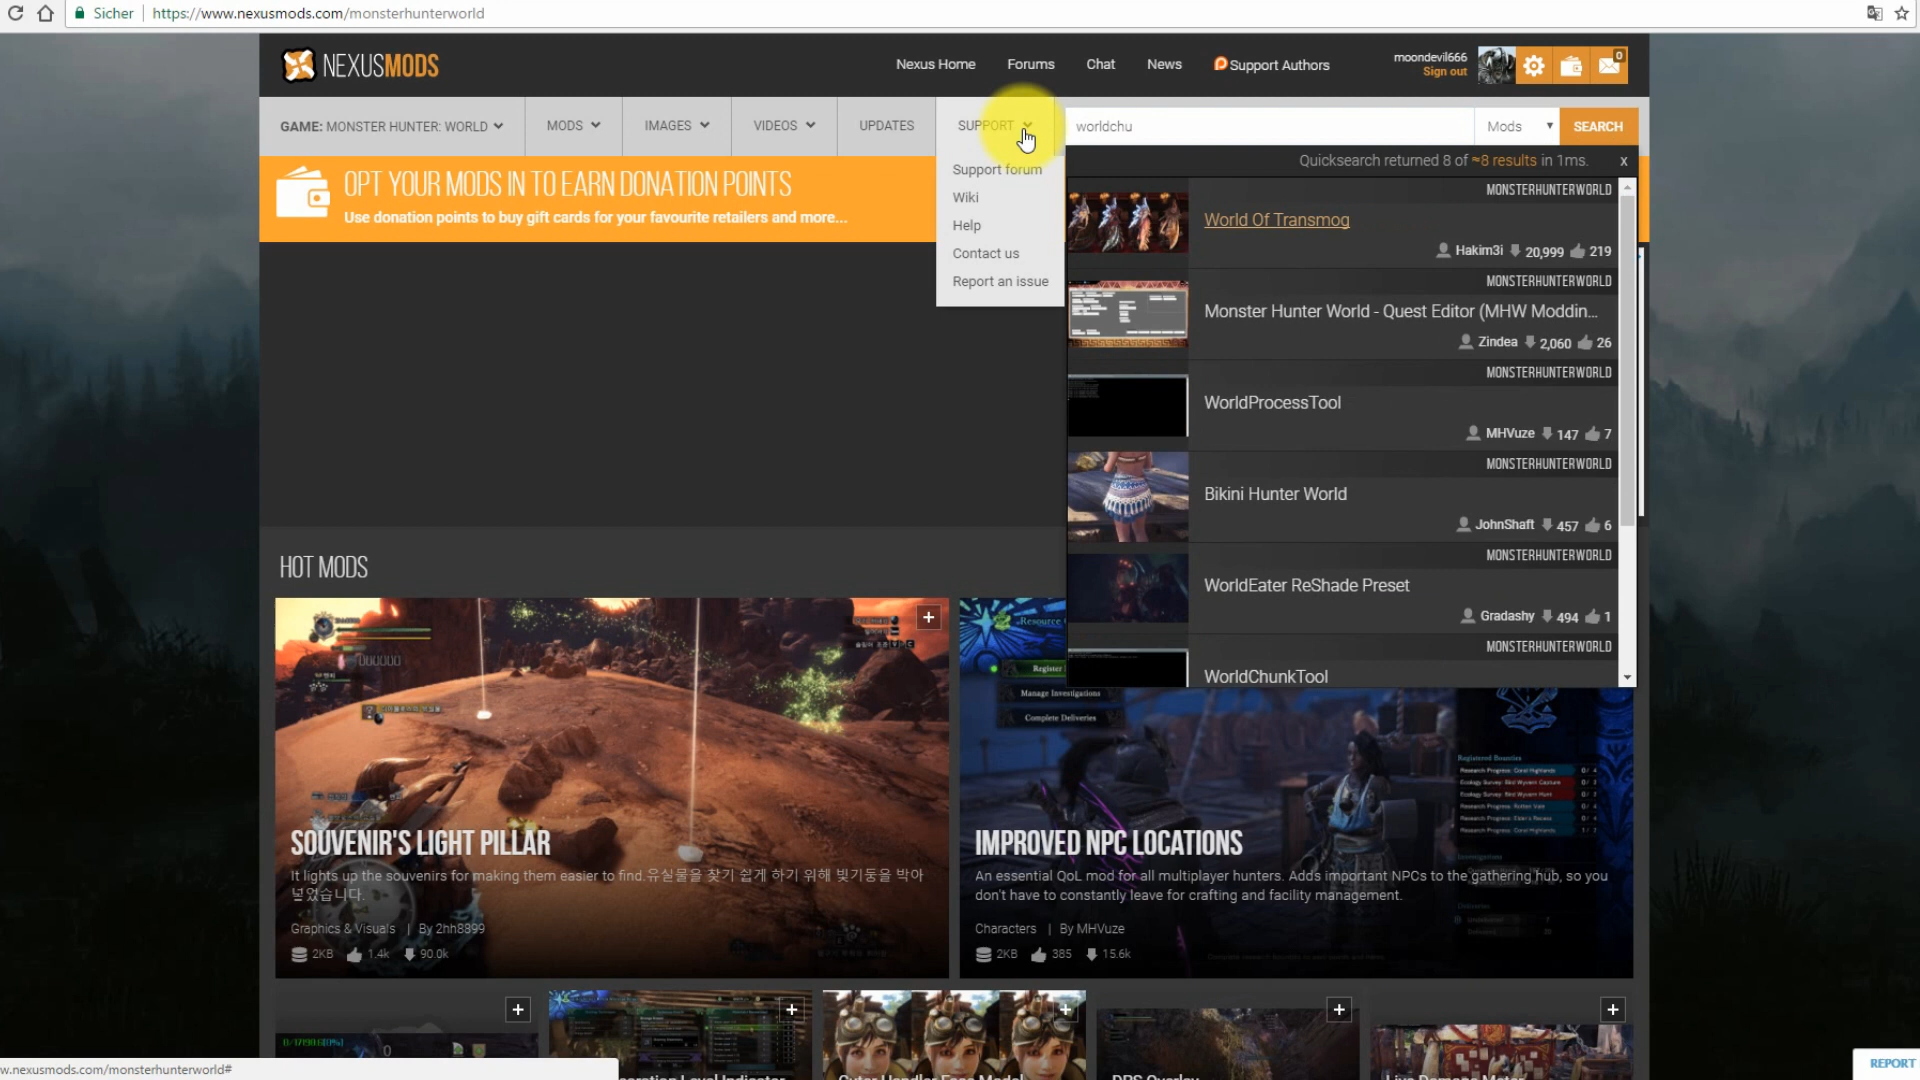 Sicher
https://www.nexusmods.com/monsterhunterworld
NEXUSMODS
Nexus Home
Forums
Chat
News
Support Authors
moondevil666
Sign out
0
GAME: MONSTER HUNTER: WORLD
MODS
IMAGES
VIDEOS
UPDATES
SUPPORT
worldchu
Mods
SEARCH
Support forum
Wiki
Help
Contact us
Report an issue
OPT YOUR MODS IN TO EARN DONATION POINTS
Use donation points to buy gift cards for your favourite retailers and more...
Quicksearch returned 8 of ≈8 results in 1ms.
x
MONSTERHUNTERWORLD
World Of Transmog
Hakim3i 20,999 219
MONSTERHUNTERWORLD
Monster Hunter World - Quest Editor (MHW Moddin...
Zindea 2,060 26
MONSTERHUNTERWORLD
WorldProcessTool
MHVuze 147 7
MONSTERHUNTERWORLD
Bikini Hunter World
JohnShaft 457 6
MONSTERHUNTERWORLD
WorldEater ReShade Preset
Gradashy 494 1
MONSTERHUNTERWORLD
WorldChunkTool
HOT MODS
Manage Investigations
Complete Deliveries
SOUVENIR'S LIGHT PILLAR
It lights up the souvenirs for making them easier to find.유실물을 찾기 쉽게 하기 위해 빛기둥을 박아
넣었습니다.
Graphics & Visuals | By 2hh8899
2KB 1.4k 90.0k
IMPROVED NPC LOCATIONS
An essential QoL mod for all multiplayer hunters. Adds important NPCs to the gathering hub, so you
don't have to constantly leave for crafting and facility management.
Characters | By MHVuze
2KB 385 15.6k
Registered Bounties
w.nexusmods.com/monsterhunterworld#
REPORT